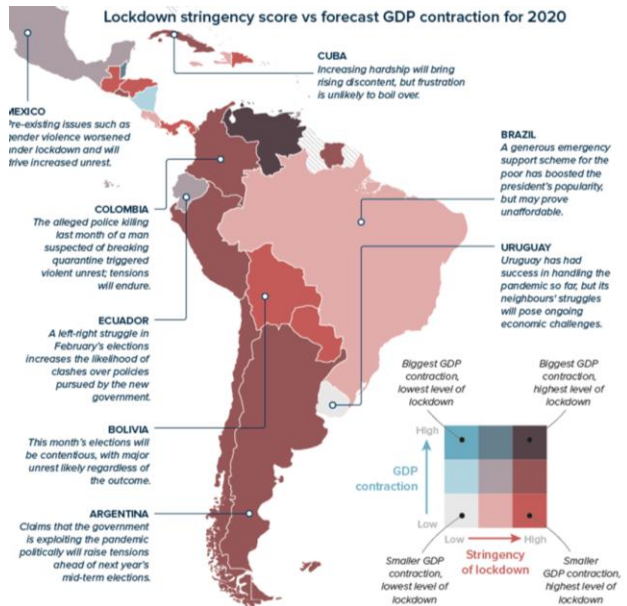 Lockdown stringency score vs forecast GDP contraction for 2020
CUBA
Increasing hardship will bring
rising discontent, but frustration
is unlikely to boil over.
MEXICO
Pre-existing issues such as
gender violence worsened
under lockdown and will
drive increased unrest.
BRAZIL
A generous emergency
support scheme for the
poor has boosted the
president's popularity,
but may prove
unaffordable.
COLOMBIA
The alleged police killing
last month of a man
suspected of breaking
quarantine triggered
violent unrest; tensions
will endure.
URUGUAY
Uruguay has had
success in handling the
pandemic so far, but its
neighbours' struggles
will pose ongoing
economic challenges.
ECUADOR
A left-right struggle in
February's elections
increases the likelihood of
clashes over policies
pursued by the new
government.
BOLIVIA
This month's elections will
be contentious, with major
unrest likely regardless of
the outcome.
ARGENTINA
Claims that the government
is exploiting the pandemic
politically will raise tensions
ahead of next year's
mid-term elections.
Biggest GDP
contraction,
lowest level of
lockdown
Biggest GDP
contraction,
highest level of
lockdown
High
GDP
contraction
Low
Low
High
Stringency
of lockdown
Smaller GDP
contraction,
lowest level of
lockdown
Smaller
GDP contraction,
highest level of
lockdown